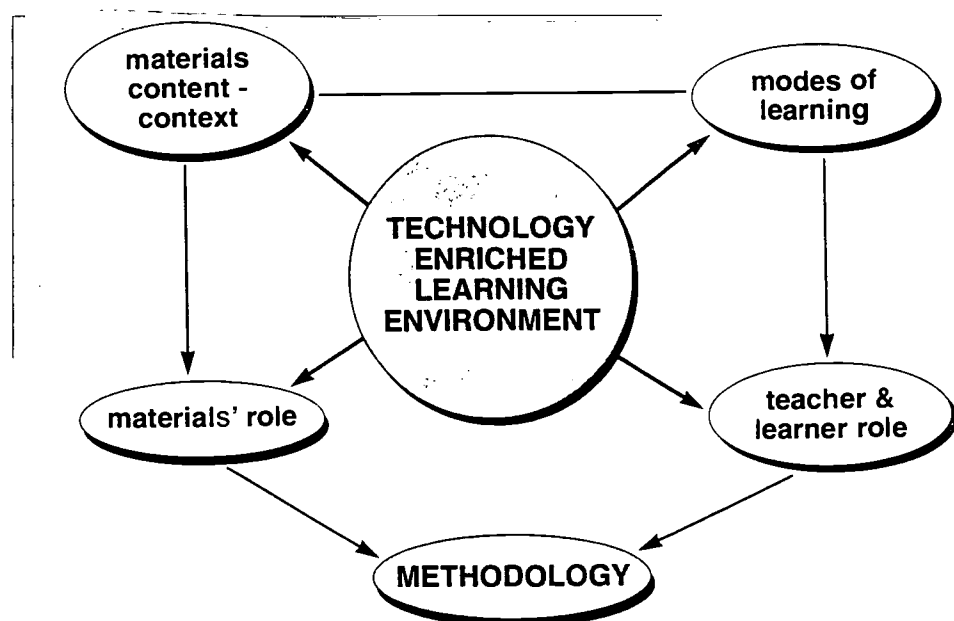 materials
content -
context
modes of
learning
TECHNOLOGY
ENRICHED
LEARNING
ENVIRONMENT
materials' role
teacher &
learner role
METHODOLOGY